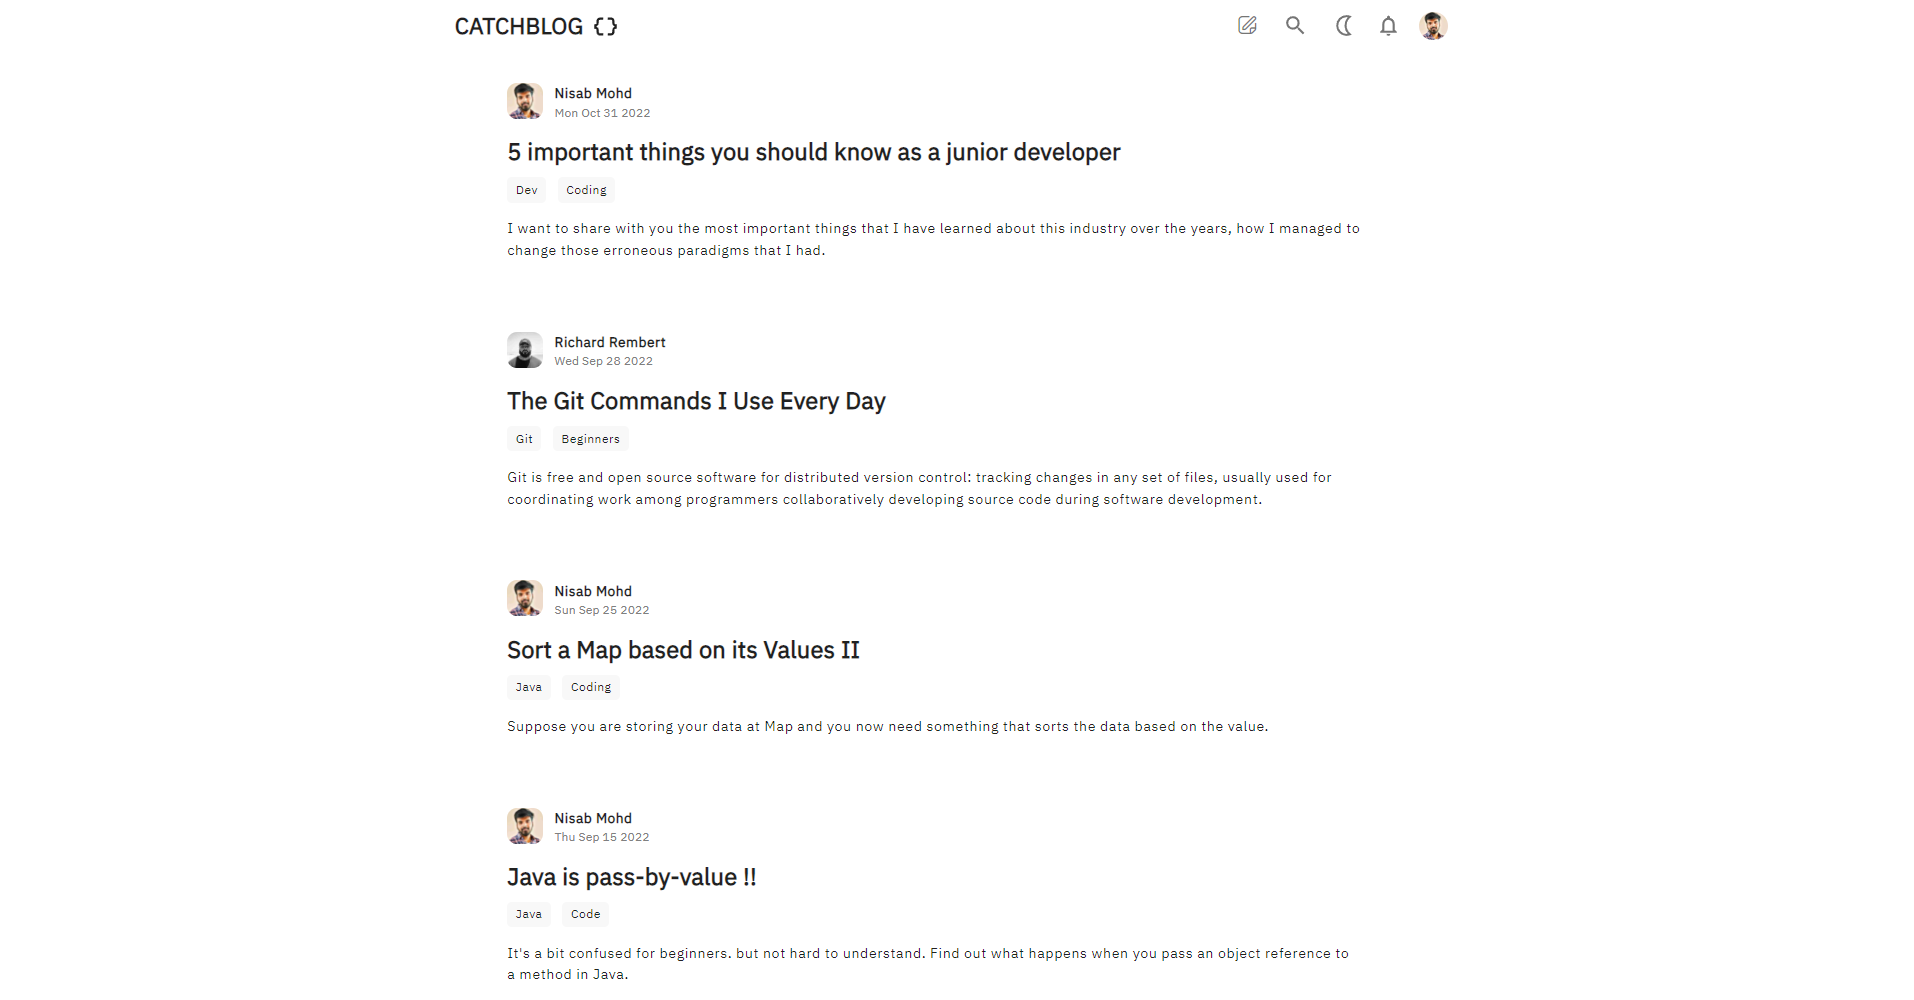 CATCHBLOG {}
Nisab Mohd
Mon Oct 31 2022
5 important things you should know as a junior developer
Dev Coding
I want to share with you the most important things that I have learned about this industry over the years, how I managed to
change those erroneous paradigms that I had.
Richard Rembert
Wed Sep 28 2022
The Git Commands I Use Every Day
Git Beginners
Git is free and open source software for distributed version control: tracking changes in any set of files, usually used for
coordinating work among programmers collaboratively developing source code during software development.
Nisab Mohd
Sun Sep 25 2022
Sort a Map based on its Values II
Java Coding
Suppose you are storing your data at Map and you now need something that sorts the data based on the value.
Nisab Mohd
Thu Sep 15 2022
Java is pass-by-value !!
Java Code
It's a bit confused for beginners. but not hard to understand. Find out what happens when you pass an object reference to
a method in Java.